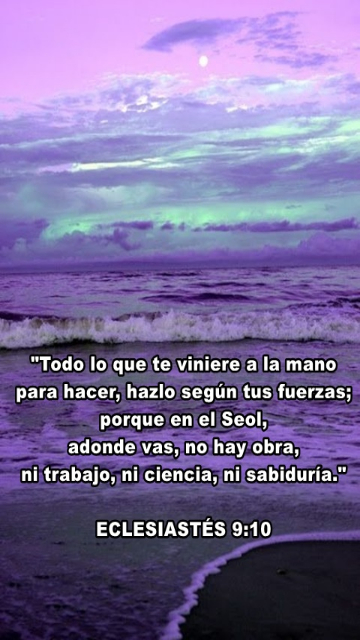 "Todo lo que te viniere a la mano
para hacer, hazlo según tus fuerzas;
porque en el Seol,
adonde vas, no hay obra,
ni trabajo, ni ciencia, ni sabiduría."
ECLESIASTÉS 9:10